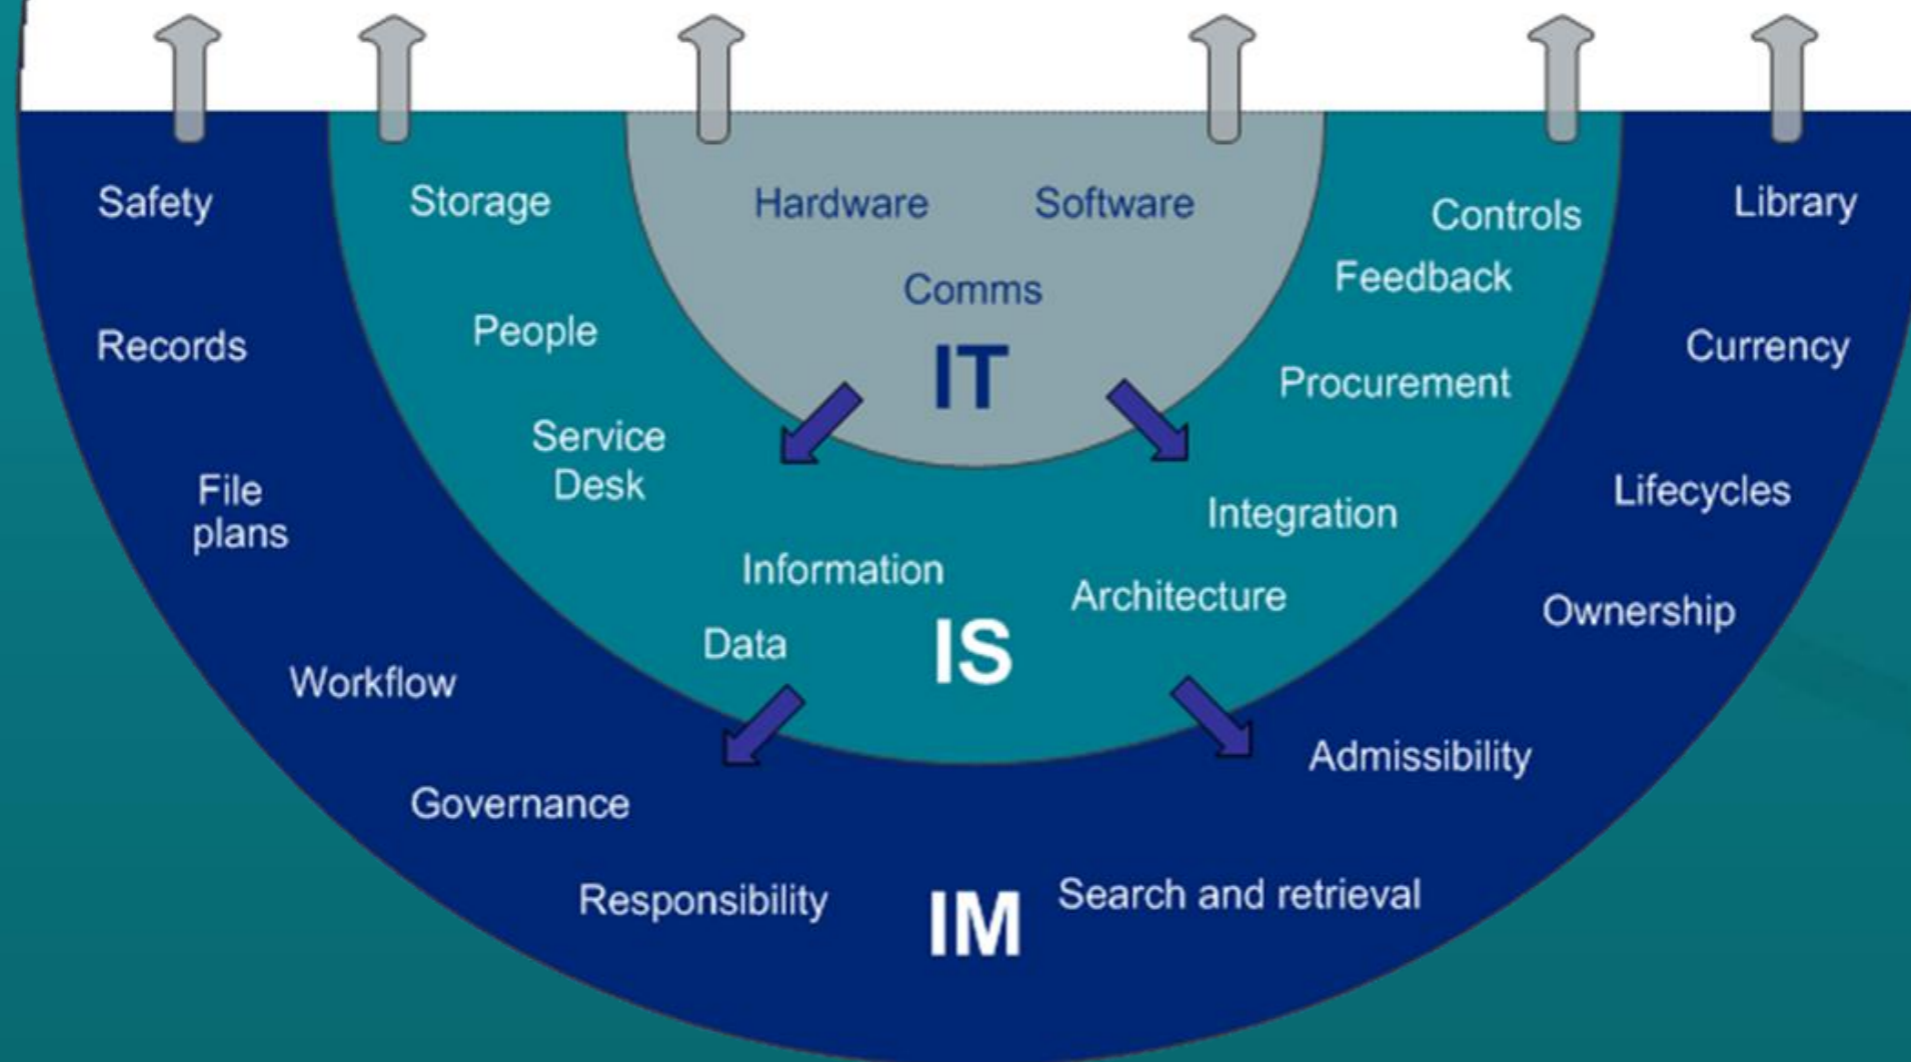 Safety
Storage
Hardware
Software
Controls
Library
Feedback
Comms
People
Records
IT
Currency
Procurement
Service
Desk
File
plans
Integration
Lifecycles
Information
Architecture
Ownership
Data
IS
Workflow
Admissibility
Governance
Responsibility
IM
Search and retrieval